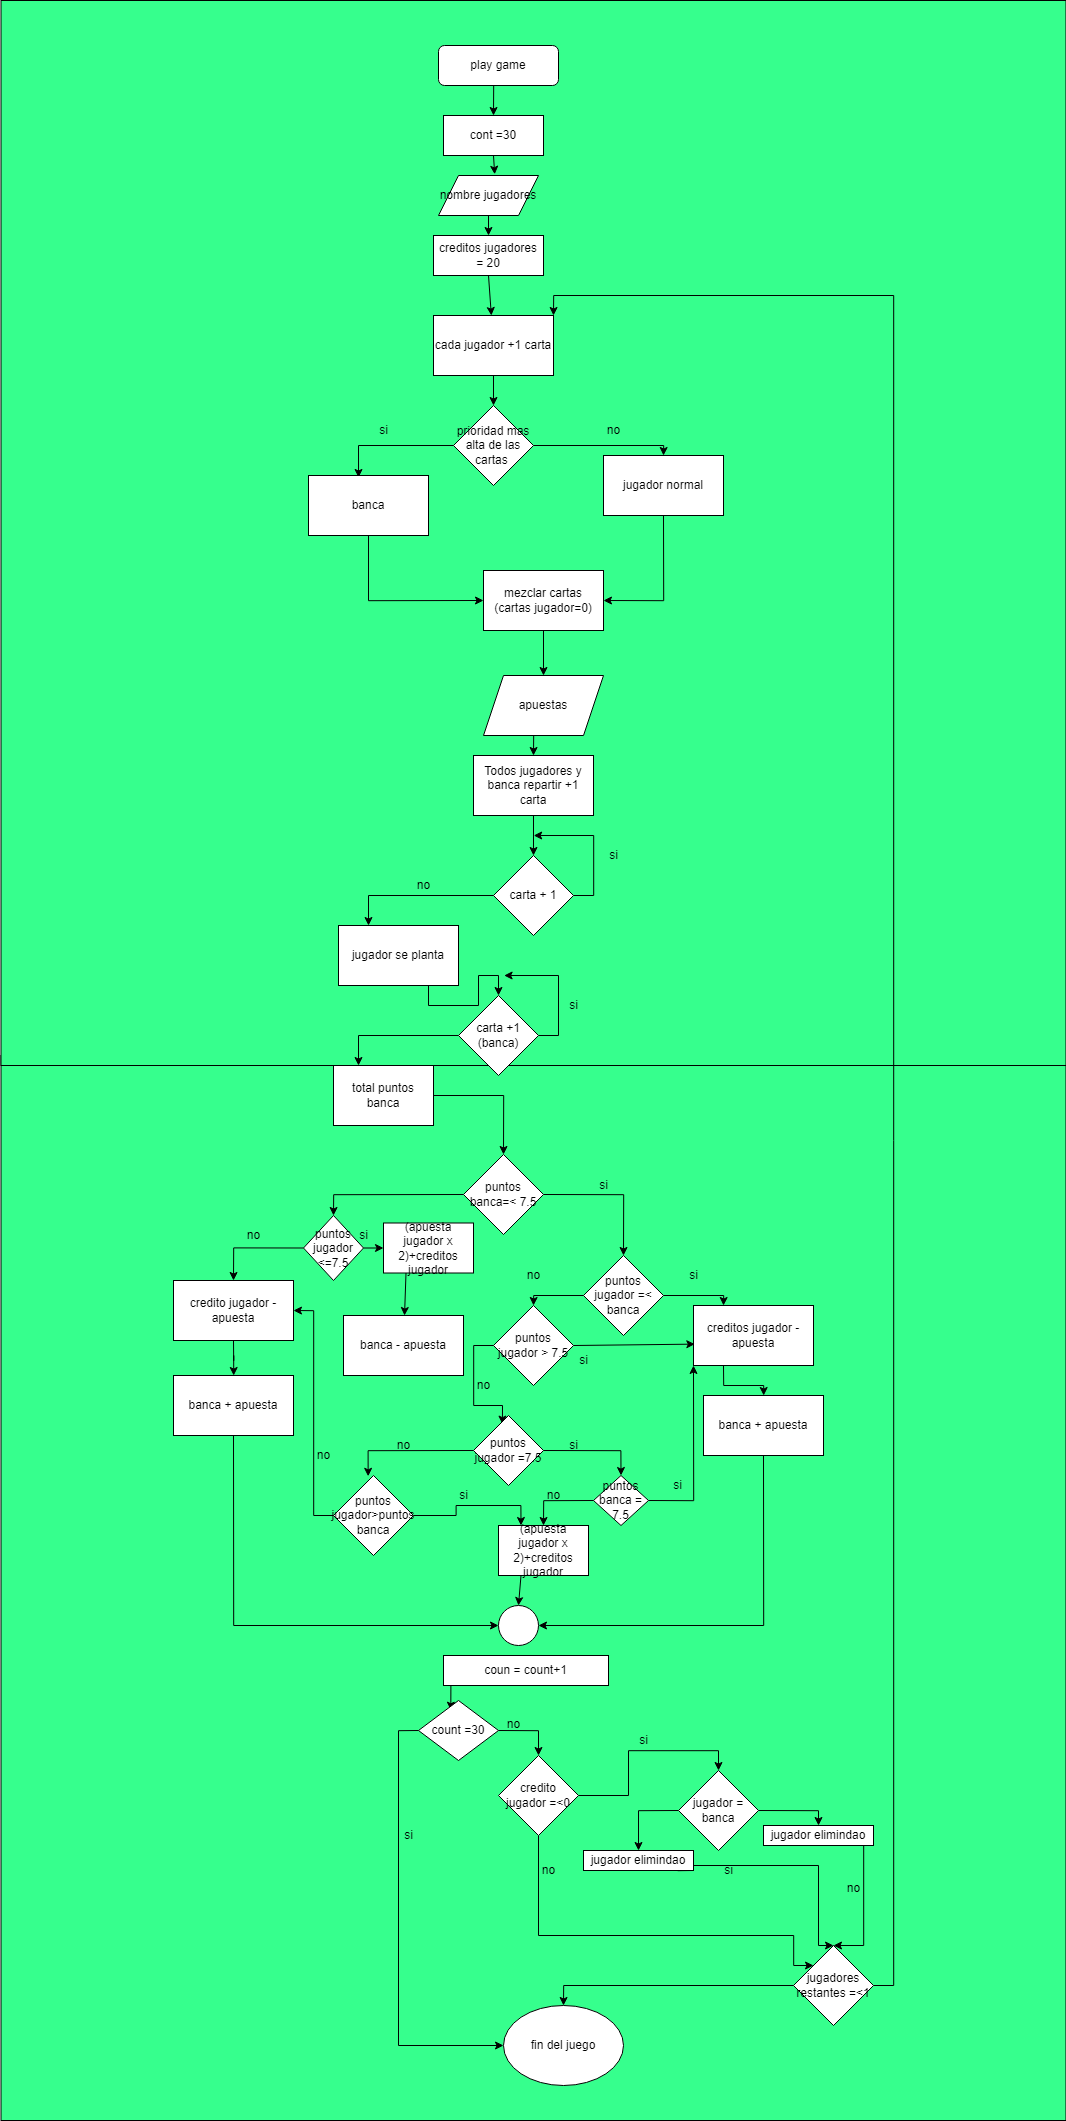 play game
cont =30
nombre jugadores
creditos jugadores
= 20
cada jugador +1 carta
prioridad mas
alta de las
cartas
si
no
banca
jugador normal
mezclar cartas
(cartas jugador=0)
apuestas
Todos jugadores y
banca repartir +1
carta
si
carta + 1
no
jugador se planta
si
carta +1
(banca)
total puntos
banca
puntos
banca=< 7.5
si
no
puntos
jugador
<=7.5
si
(apuesta
jugador x
2)+creditos
jugador
no
puntos
jugador =<
banca
si
credito jugador -
apuesta
banca - apuesta
puntos
jugador > 7.5
si
creditos jugador -
apuesta
banca + apuesta
no
banca + apuesta
no
no
puntos
jugador =7.5
si
puntos
jugador>puntos
banca
si
no
puntos
banca =
7.5
si
(apuesta
jugador x
2)+creditos
jugador
coun = count+1
count =30
no
si
credito
jugador =<0
si
jugador =
banca
jugador elimindao
jugador elimindao
si
no
no
jugadores
restantes =<1
fin del juego